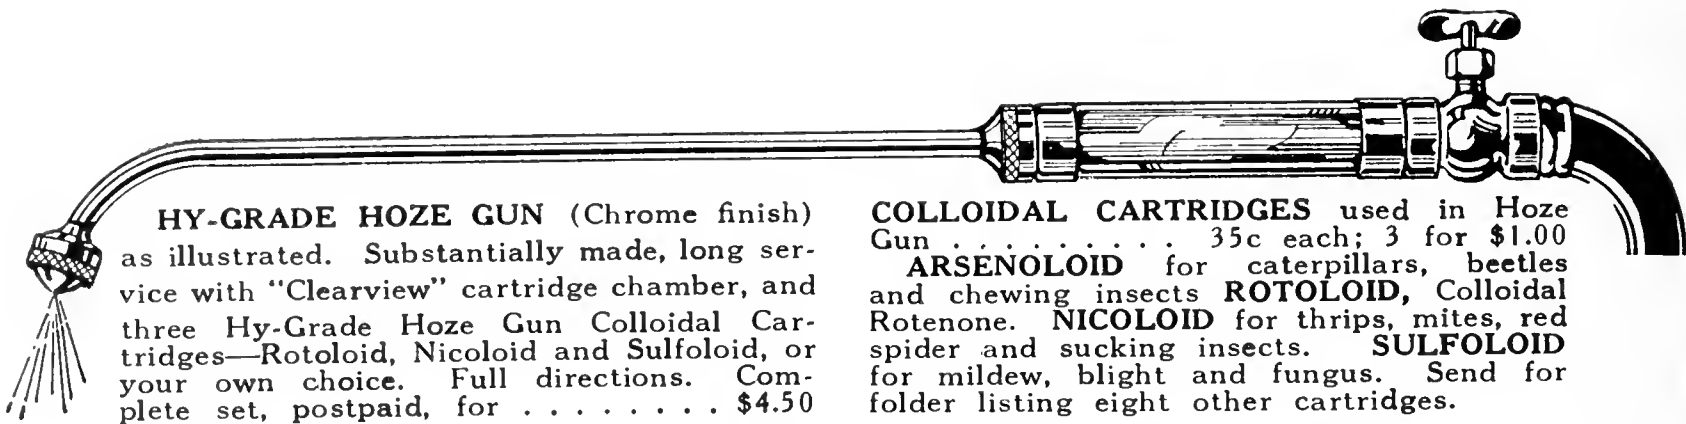 HY-GRADE HOZE GUN (Chrome finish)
as illustrated. Substantially made, long ser-
vice with "Clearview" cartridge chamber, and
three Hy-Grade Hoze Gun Colloidal Car-
tridges—Rotoloid, Nicoloid and Sulfoloid, or
your own choice. Full directions. Com-
plete set, postpaid, for . . . . . . . . . $4.50
COLLOIDAL CARTRIDGES used in Hoze
Gun . . . . . . . . . . 35c each; 3 for $1.00
ARSENOLOID for caterpillars, beetles
and chewing insects ROTOLOID, Colloidal
Rotenone. NICOLOID for thrips, mites, red
spider and sucking insects. SULFOLOID
for mildew, blight and fungus. Send for
folder listing eight other cartridges.